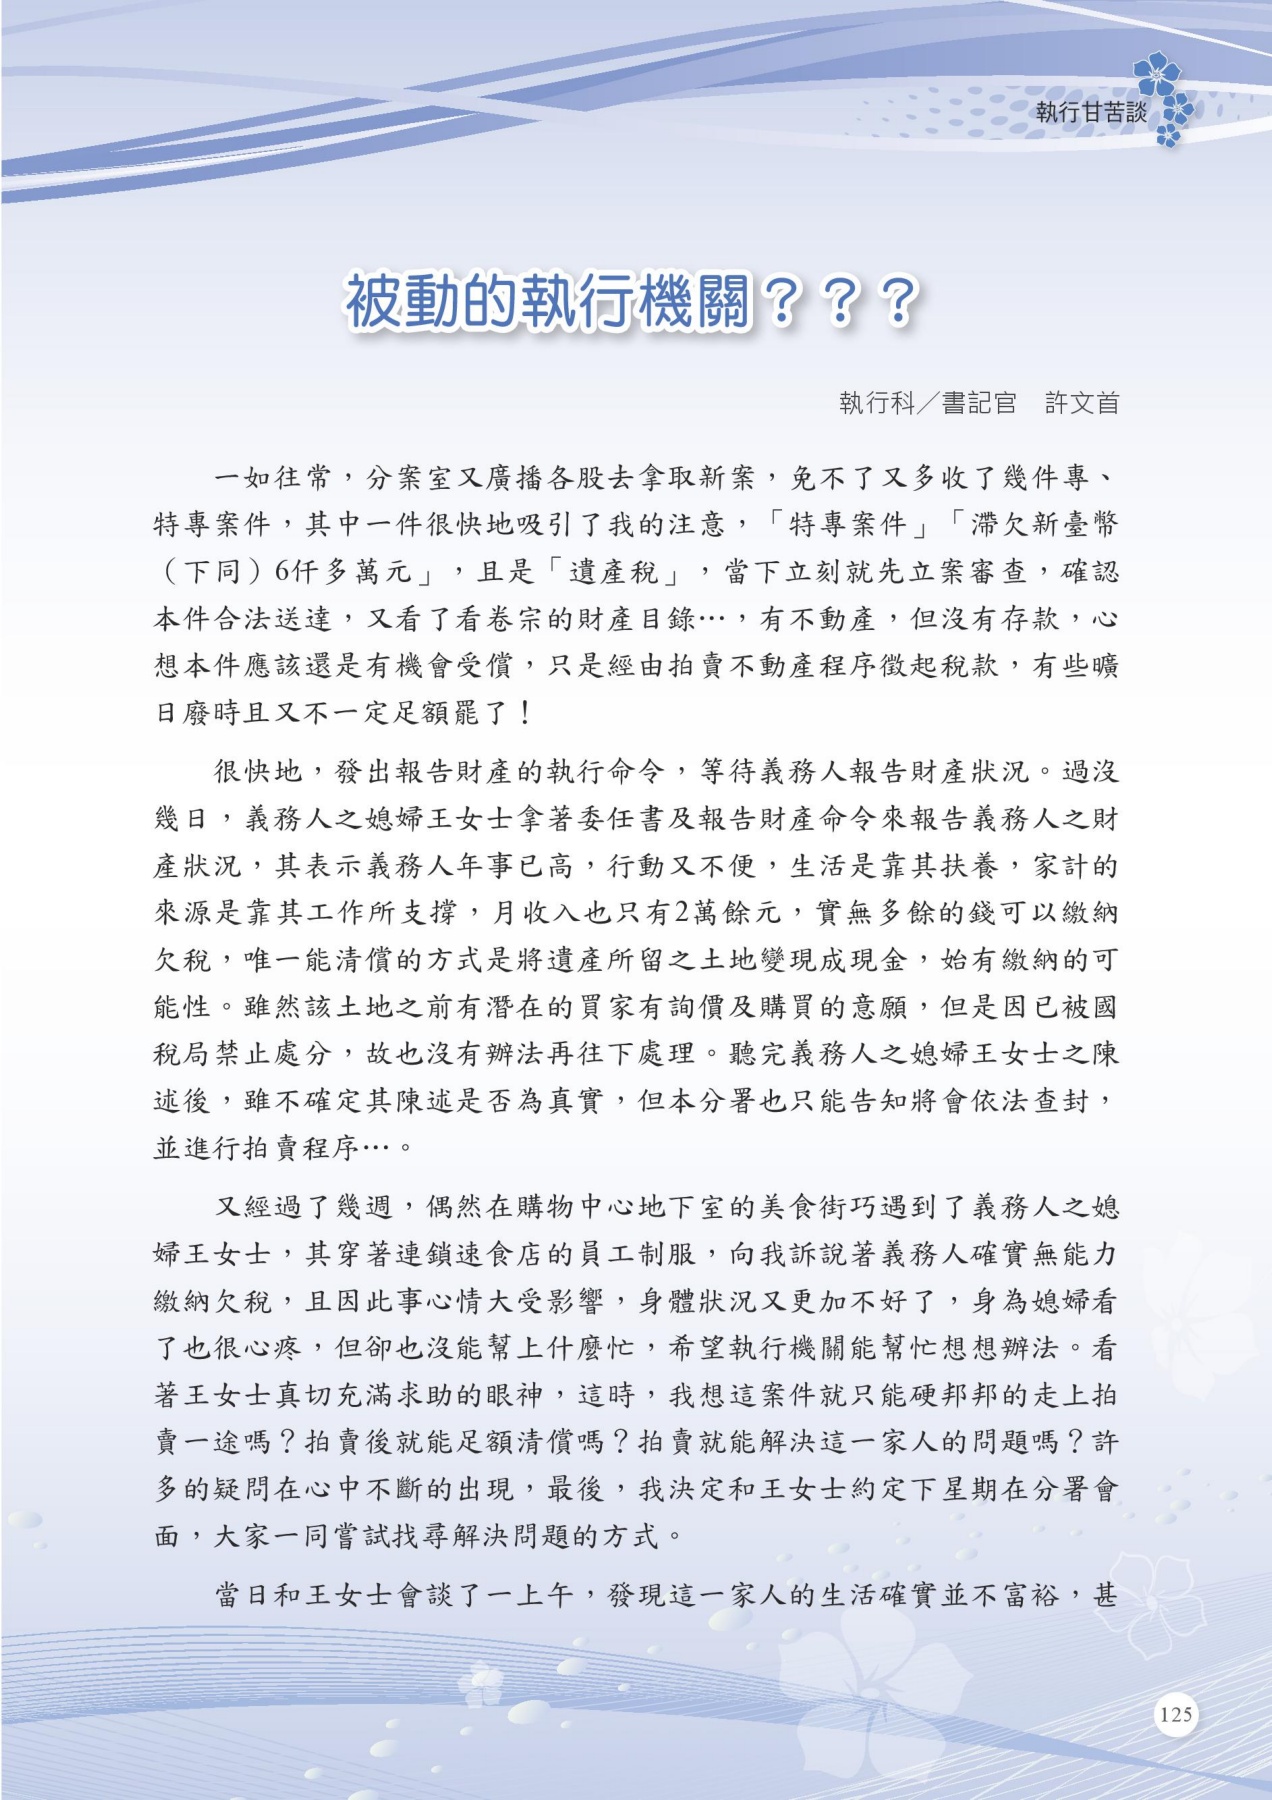 執行甘苦談
被動的執行機關？？？
執行科／書記官　許文首
一如往常，分案室又廣播各股去拿取新案，免不了又多收了幾件專、
特專案件，其中一件很快地吸引了我的注意，「特專案件」「滯欠新臺幣
（下同）6仟多萬元」，且是「遺產稅」，當下立刻就先立案審查，確認
本件合法送達，又看了看卷宗的財產目錄…，有不動產，但沒有存款，心
想本件應該還是有機會受償，只是經由拍賣不動產程序徵起稅款，有些曠
日廢時且又不一定足額罷了！
很快地，發出報告財產的執行命令，等待義務人報告財產狀況。過沒
幾日，義務人之媳婦王女士拿著委任書及報告財產命令來報告義務人之財
產狀況，其表示義務人年事已高，行動又不便，生活是靠其扶養，家計的
來源是靠其工作所支撐，月收入也只有2萬餘元，實無多餘的錢可以繳納
欠稅，唯一能清償的方式是將遺產所留之土地變現成現金，始有繳納的可
能性。雖然該土地之前有潛在的買家有詢價及購買的意願，但是因已被國
稅局禁止處分，故也沒有辦法再往下處理。聽完義務人之媳婦王女士之陳
述後，雖不確定其陳述是否為真實，但本分署也只能告知將會依法查封，
並進行拍賣程序…。
又經過了幾週，偶然在購物中心地下室的美食街巧遇到了義務人之媳
婦王女士，其穿著連鎖速食店的員工制服，向我訴說著義務人確實無能力
繳納欠稅，且因此事心情大受影響，身體狀況又更加不好了，身為媳婦看
了也很心疼，但卻也沒能幫上什麼忙，希望執行機關能幫忙想想辦法。看
著王女士真切充滿求助的眼神，這時，我想這案件就只能硬邦邦的走上拍
賣一途嗎？拍賣後就能足額清償嗎？拍賣就能解決這一家人的問題嗎？許
多的疑問在心中不斷的出現，最後，我決定和王女士約定下星期在分署會
面，大家一同嘗試找尋解決問題的方式。
當日和王女士會談了一上午，發現這一家人的生活確實並不富裕，甚
125